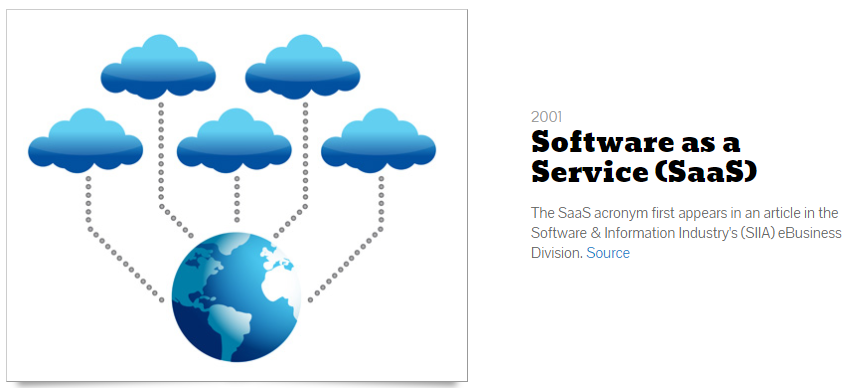 2001
Software as a
Service (SaaS)
The SaaS acronym first appears in an article in the
Software & Information Industry's (SIIA) eBusiness
Division. Source